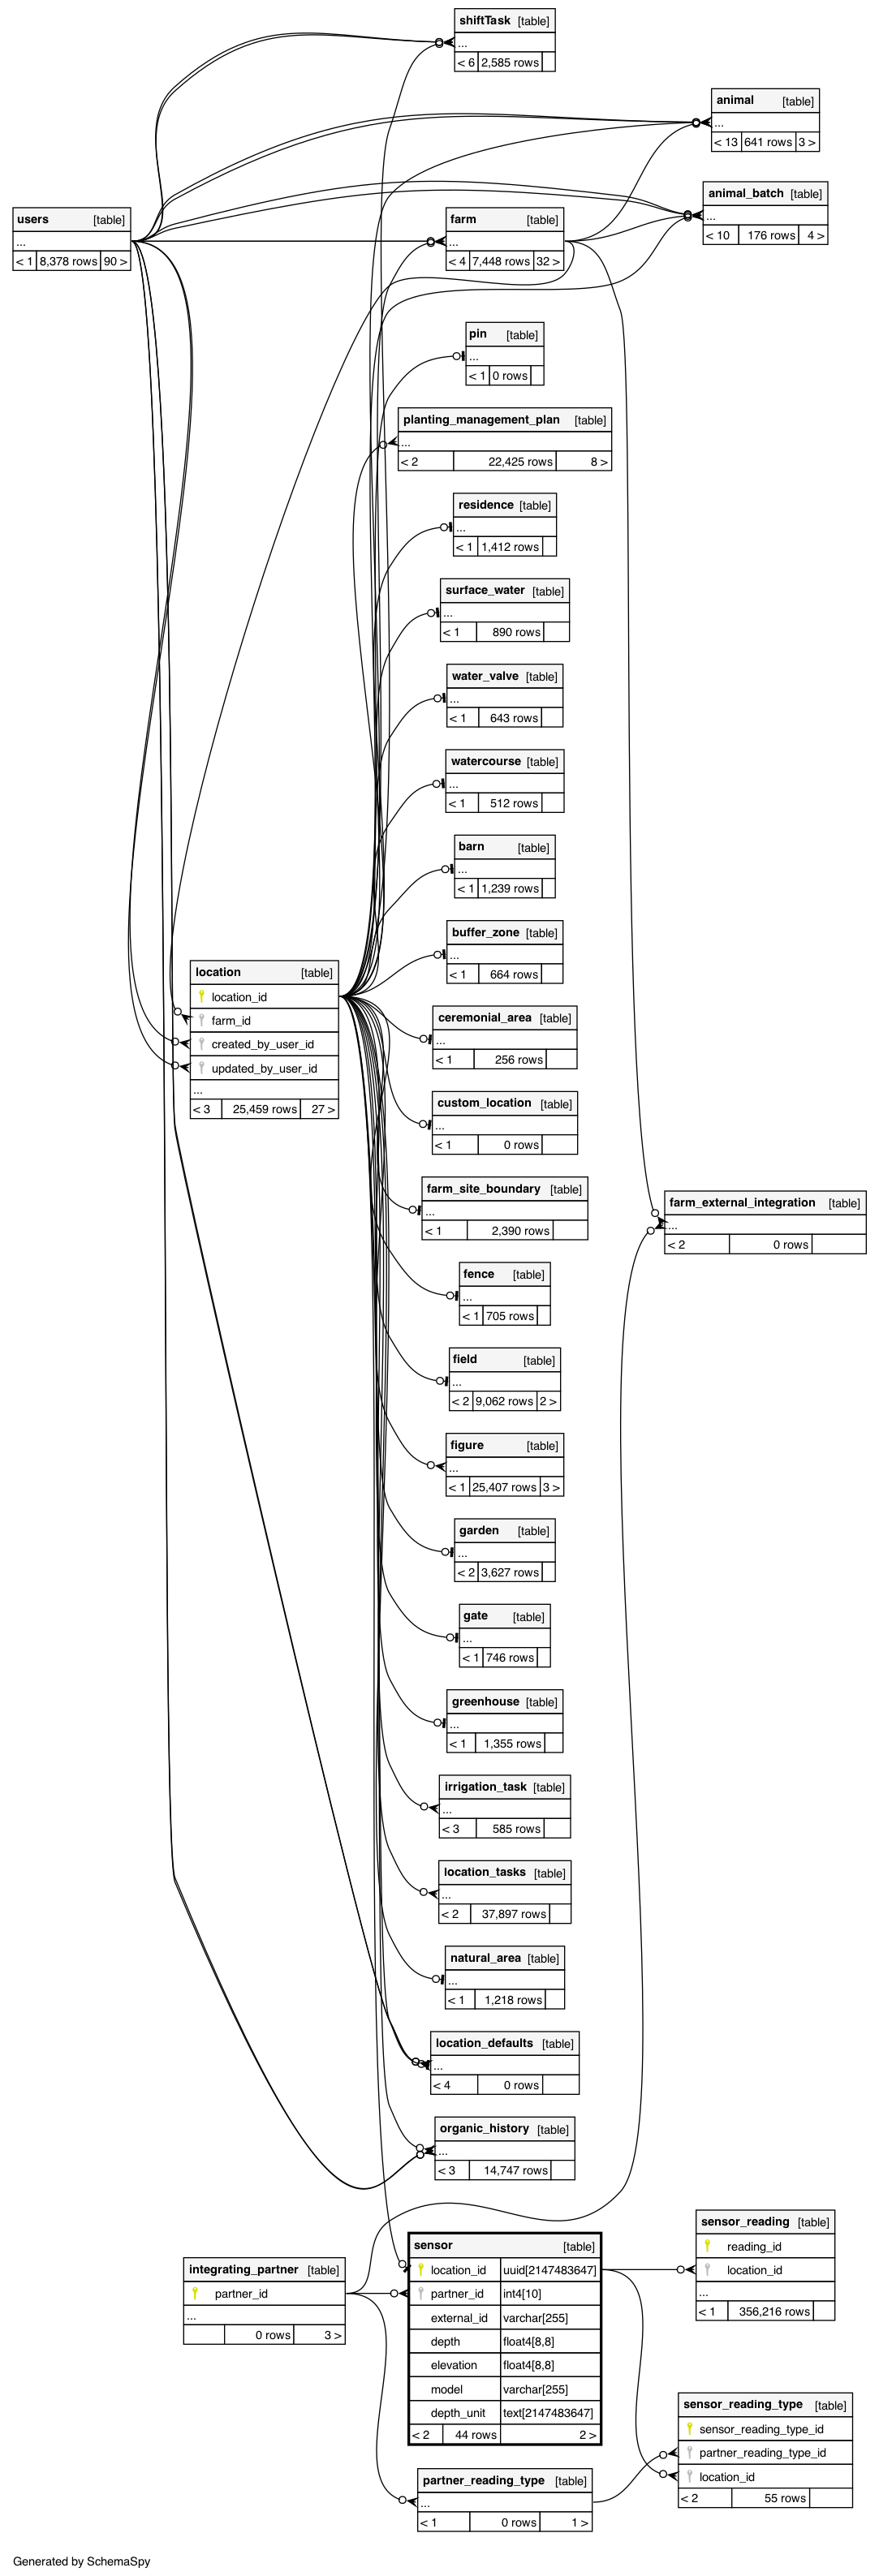 shiftTask [table]
...
< 6 2,585 rows
animal [table]
...
< 13 641 rows 3 >
animal_batch [table]
...
< 10 176 rows 4 >
users [table]
...
< 1 8,378 rows 90 >
farm [table]
...
< 4 7,448 rows 32 >
pin [table]
...
< 1 0 rows
planting_management_plan [table]
...
< 2 22,425 rows 8 >
residence [table]
...
< 1 1,412 rows
surface_water [table]
...
< 1 890 rows
water_valve [table]
...
< 1 643 rows
watercourse [table]
...
< 1 512 rows
barn [table]
...
< 1 1,239 rows
buffer_zone [table]
...
< 1 664 rows
location [table]
location_id
farm_id
created_by_user_id
updated_by_user_id
...
< 3 25,459 rows 27 >
ceremonial_area [table]
...
< 1 256 rows
custom_location [table]
...
< 1 0 rows
farm_site_boundary [table]
...
< 1 2,390 rows
farm_external_integration [table]
...
< 2 0 rows
fence [table]
...
< 1 705 rows
field [table]
...
< 2 9,062 rows 2 >
figure [table]
...
< 1 25,407 rows 3 >
garden [table]
...
< 2 3,627 rows
gate [table]
...
< 1 746 rows
greenhouse [table]
...
< 1 1,355 rows
irrigation_task [table]
...
< 3 585 rows
location_tasks [table]
...
< 2 37,897 rows
natural_area [table]
...
< 1 1,218 rows
location_defaults [table]
...
< 4 0 rows
organic_history [table]
...
< 3 14,747 rows
integrating_partner [table]
partner_id
...
0 rows 3 >
sensor [table]
location_id uuid[2147483647]
partner_id int4[10]
external_id varchar[255]
depth float4[8,8]
elevation float4[8,8]
model varchar[255]
depth_unit text[2147483647]
< 2 44 rows 2 >
sensor_reading [table]
reading_id
location_id
...
< 1 356,216 rows
sensor_reading_type [table]
sensor_reading_type_id
partner_reading_type_id
location_id
< 2 55 rows
partner_reading_type [table]
...
< 1 0 rows 1 >
Generated by SchemaSpy